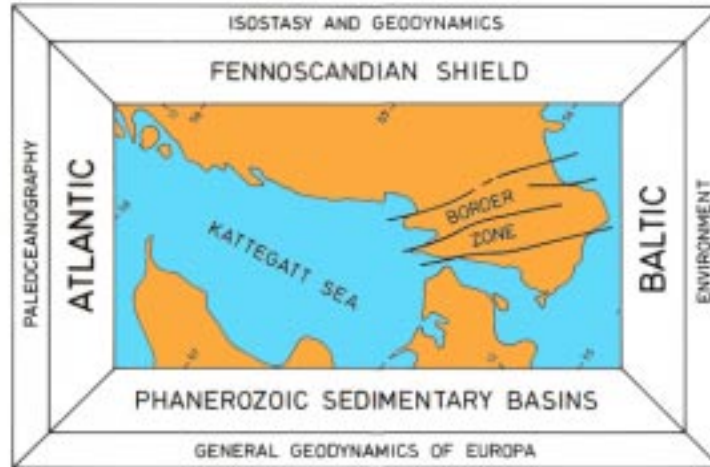 ISOSTASY AND GEODYNAMICS
FENNOSCANDIAN SHIELD
PALEOCEANOGRAPHY
ATLANTIC
KATTEGATT SEA
BORDER
ZONE
BALTIC
ENVIRONMENT
PHANEROZOIC SEDIMENTARY BASINS
GENERAL GEODYNAMICS OF EUROPA